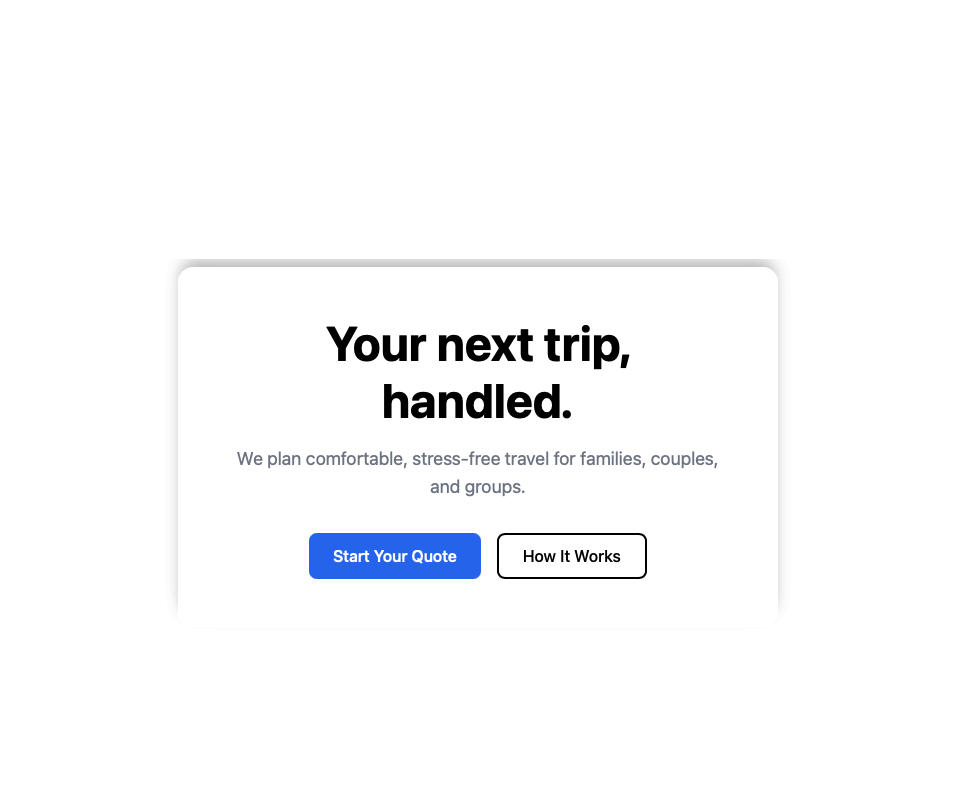 Your next trip,
handled.
We plan comfortable, stress-free travel for families, couples,
and groups.
Start Your Quote
How It Works